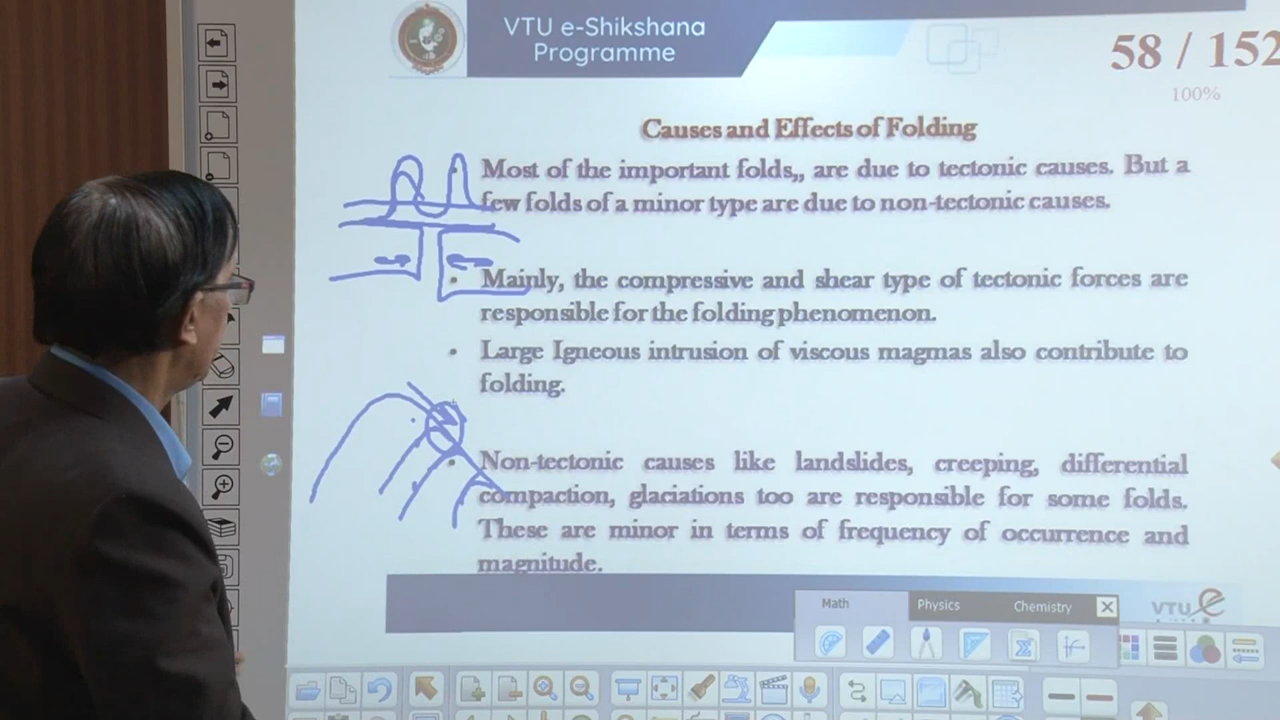 VTU e-Shikshana
Programme
58 / 152
100%
Causes and Effects of Folding
• Most of the important folds,, are due to tectonic causes. But a
few folds of a minor type are due to non-tectonic causes.
• Mainly, the compressive and shear type of tectonic forces are
responsible for the folding phenomenon.
• Large Igneous intrusion of viscous magmas also contribute to
folding.
• Non-tectonic causes like landslides, creeping, differential
compaction, glaciations too are responsible for some folds.
These are minor in terms of frequency of occurrence and
magnitude.
Math Physics Chemistry
VTU e